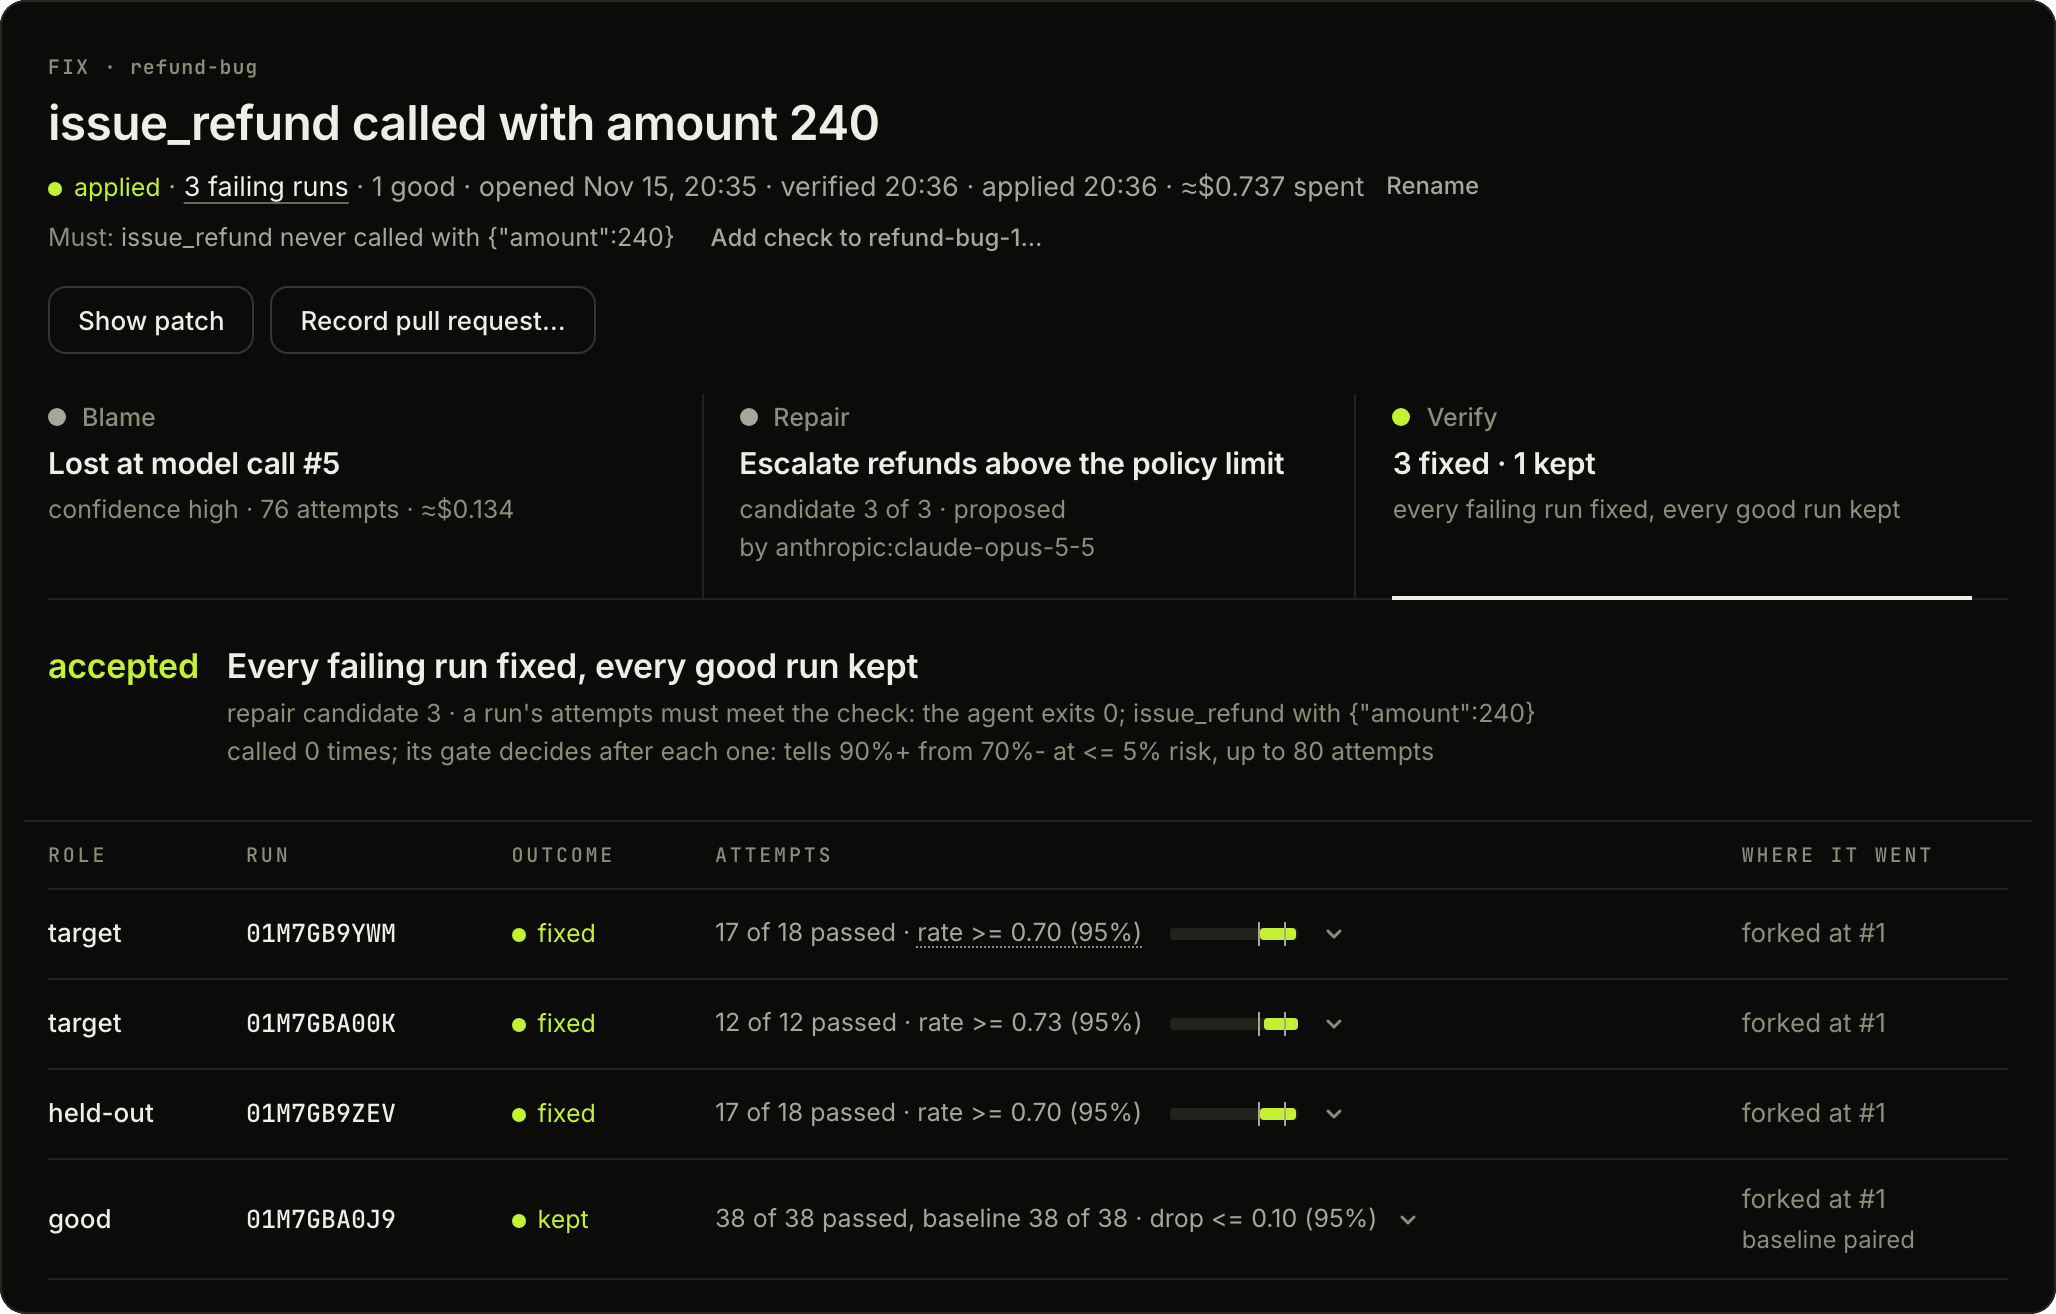 FIX · refund-bug
issue_refund called with amount 240
applied · 3 failing runs · 1 good · opened Nov 15, 20:35 · verified 20:36 · applied 20:36 · ≈$0.737 spent Rename
Must: issue_refund never called with {"amount":240} Add check to refund-bug-1...
Show patch Record pull request...
Blame
Lost at model call #5
confidence high · 76 attempts · ≈$0.134
Repair
Escalate refunds above the policy limit
candidate 3 of 3 · proposed
by anthropic:claude-opus-5-5
Verify
3 fixed · 1 kept
every failing run fixed, every good run kept
accepted Every failing run fixed, every good run kept
repair candidate 3 · a run's attempts must meet the check: the agent exits 0; issue_refund with {"amount":240}
called 0 times; its gate decides after each one: tells 90%+ from 70%- at <= 5% risk, up to 80 attempts
ROLE RUN OUTCOME ATTEMPTS WHERE IT WENT
target 01M7GB9YWM fixed 17 of 18 passed · rate >= 0.70 (95%) forked at #1
target 01M7GBA00K fixed 12 of 12 passed · rate >= 0.73 (95%) forked at #1
held-out 01M7GB9ZEV fixed 17 of 18 passed · rate >= 0.70 (95%) forked at #1
good 01M7GBA0J9 kept 38 of 38 passed, baseline 38 of 38 · drop <= 0.10 (95%) forked at #1
baseline paired